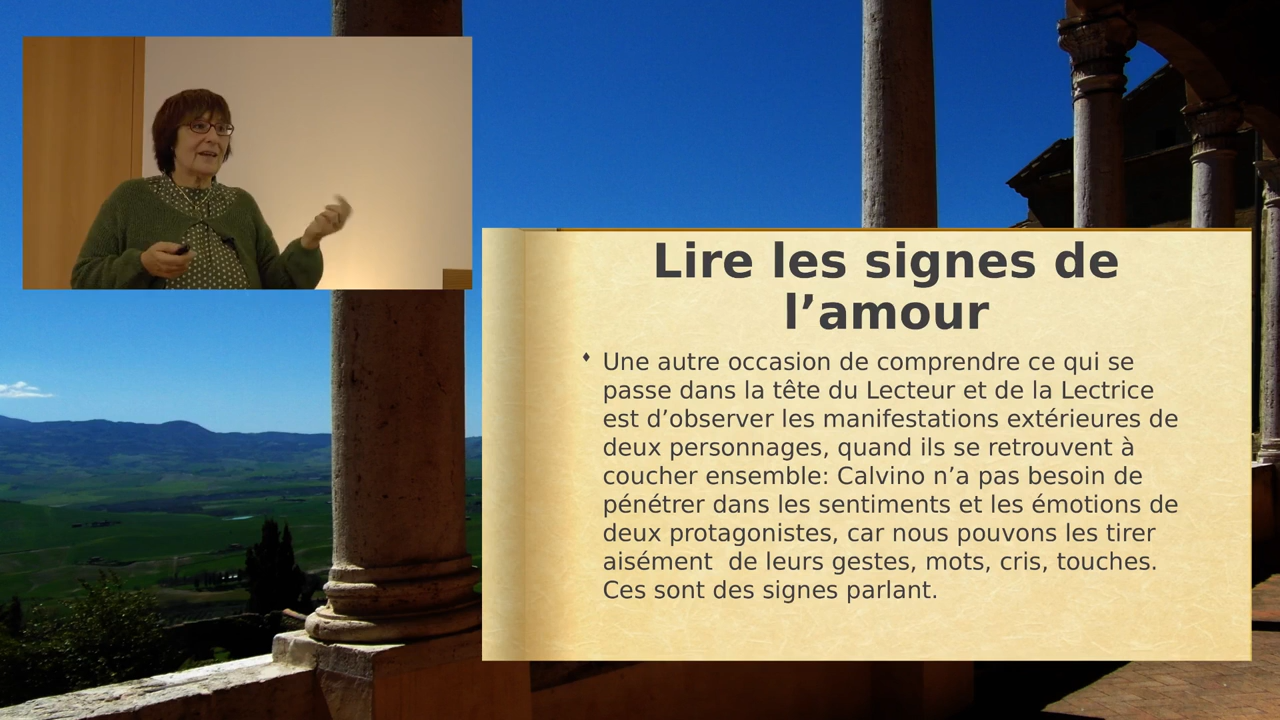 Lire les signes de
l’amour
Une autre occasion de comprendre ce qui se
passe dans la tête du Lecteur et de la Lectrice
est d’observer les manifestations extérieures de
deux personnages, quand ils se retrouvent à
coucher ensemble: Calvino n’a pas besoin de
pénétrer dans les sentiments et les émotions de
deux protagonistes, car nous pouvons les tirer
aisément  de leurs gestes, mots, cris, touches.
Ces sont des signes parlant.